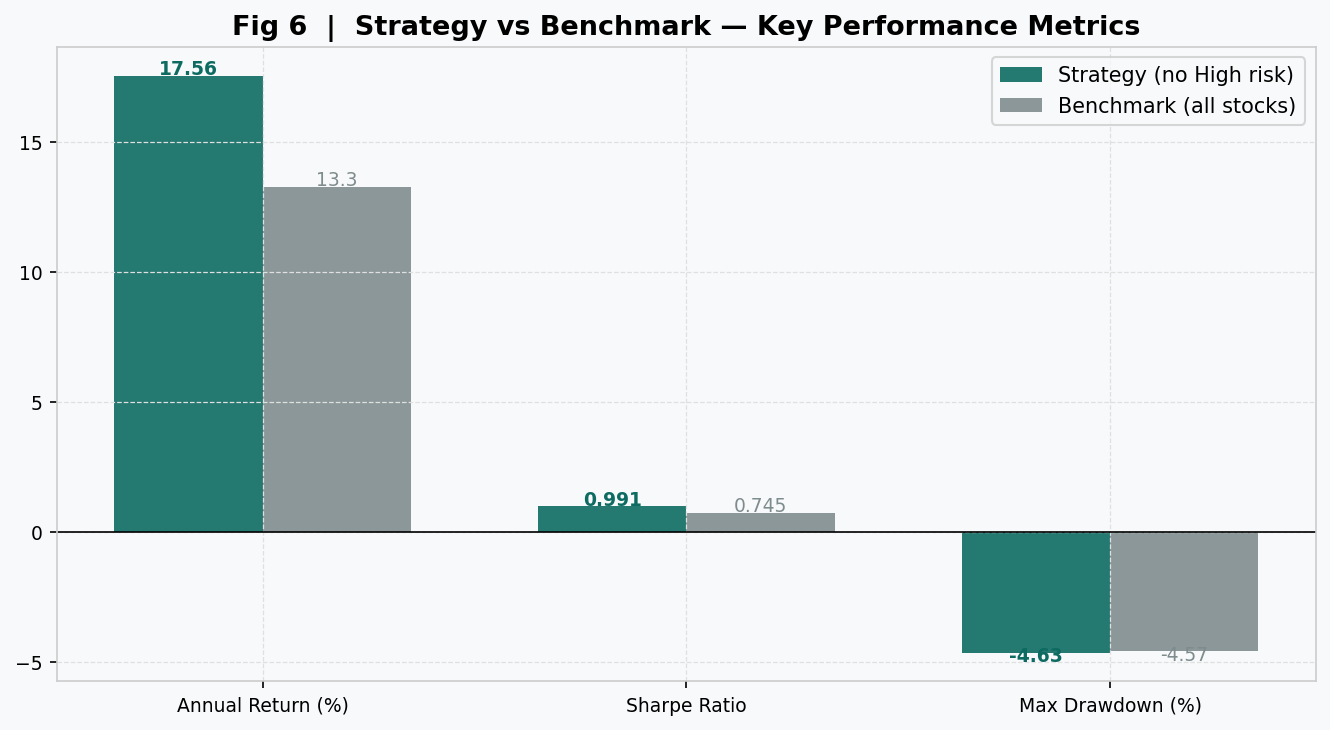 Fig 6 | Strategy vs Benchmark — Key Performance Metrics
Strategy (no High risk)
Benchmark (all stocks)
17.56
13.3
0.991
0.745
-4.63
-4.57
15
10
5
0
−5
Annual Return (%)
Sharpe Ratio
Max Drawdown (%)